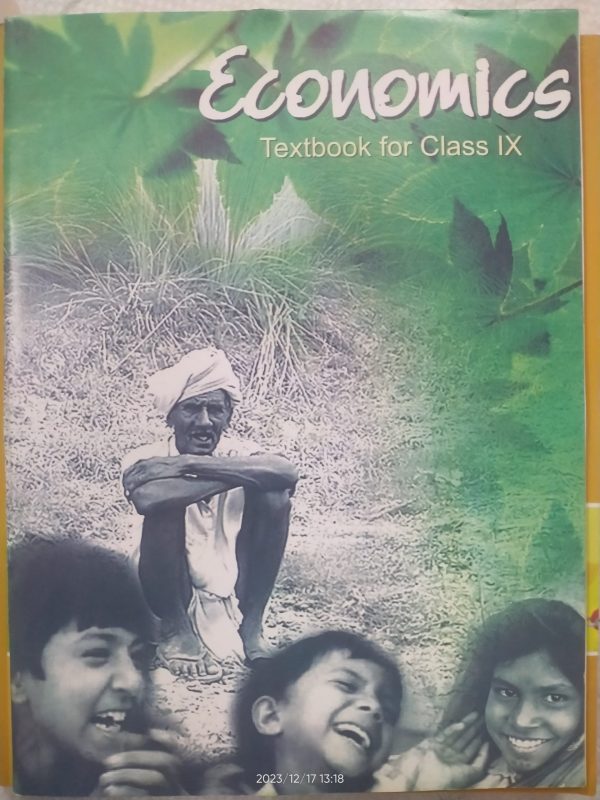 Economics
Textbook for Class IX
2023/12/17 13:18